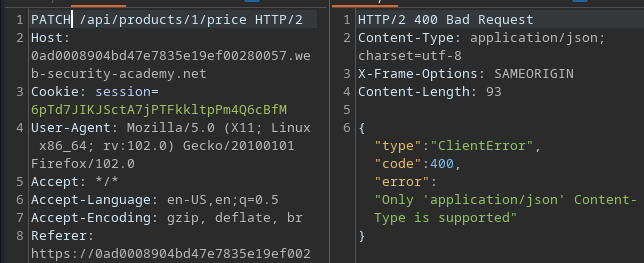 1 PATCH /api/products/1/price HTTP/2
2 Host:
0ad0008904bd47e7835e19ef00280057.we
b-security-academy.net
3 Cookie: session=
6pTd7JIKJSctA7jPTFkkltpPm4Q6cBfM
4 User-Agent: Mozilla/5.0 (X11; Linux
x86_64; rv:102.0) Gecko/20100101
Firefox/102.0
5 Accept: */*
6 Accept-Language: en-US,en;q=0.5
7 Accept-Encoding: gzip, deflate, br
8 Referer:
https://0ad0008904bd47e7835e19ef002
1 HTTP/2 400 Bad Request
2 Content-Type: application/json;
charset=utf-8
3 X-Frame-Options: SAMEORIGIN
4 Content-Length: 93
5
6 {
"type":"ClientError",
"code":400,
"error":
"Only 'application/json' Content-
Type is supported"
}